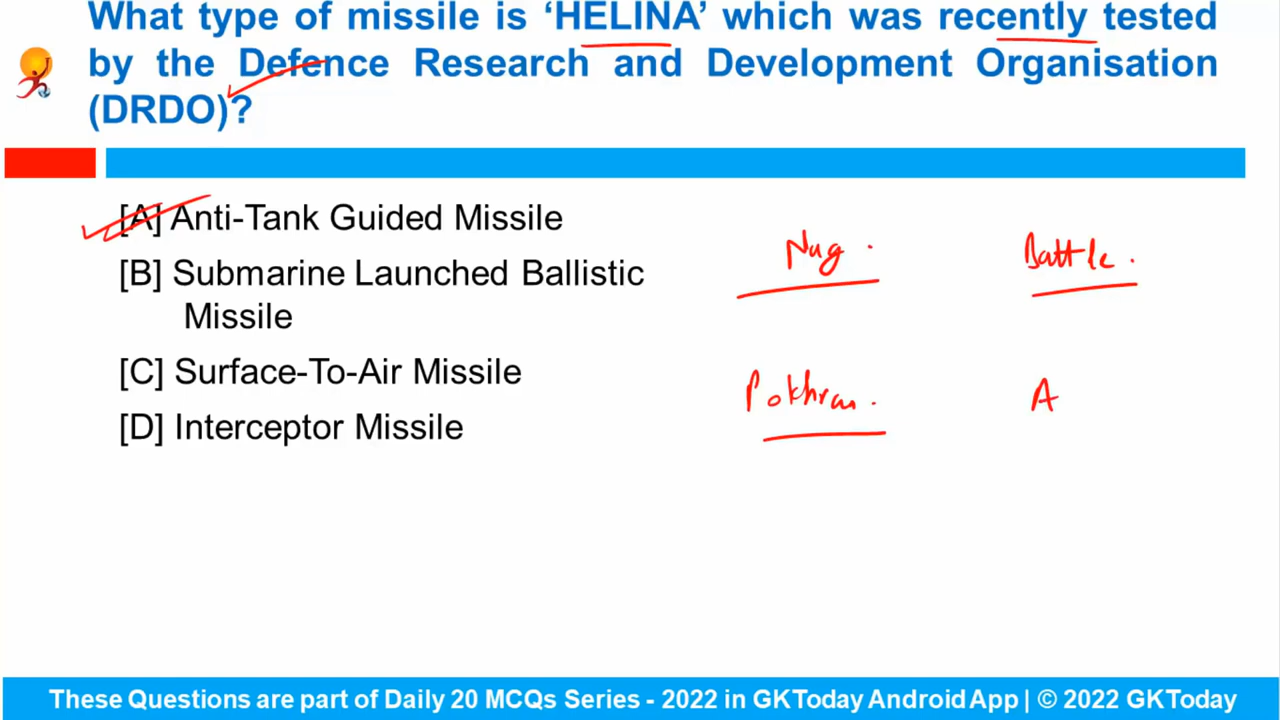 What type of missile is ‘HELINA’ which was recently tested
by the Defence Research and Development Organisation
(DRDO)?
[A] Anti-Tank Guided Missile
[B] Submarine Launched Ballistic
Missile
[C] Surface-To-Air Missile
[D] Interceptor Missile
Nag.
Battle.
Pokhran.
A
These Questions are part of Daily 20 MCQs Series - 2022 in GKToday Android App | © 2022 GKToday